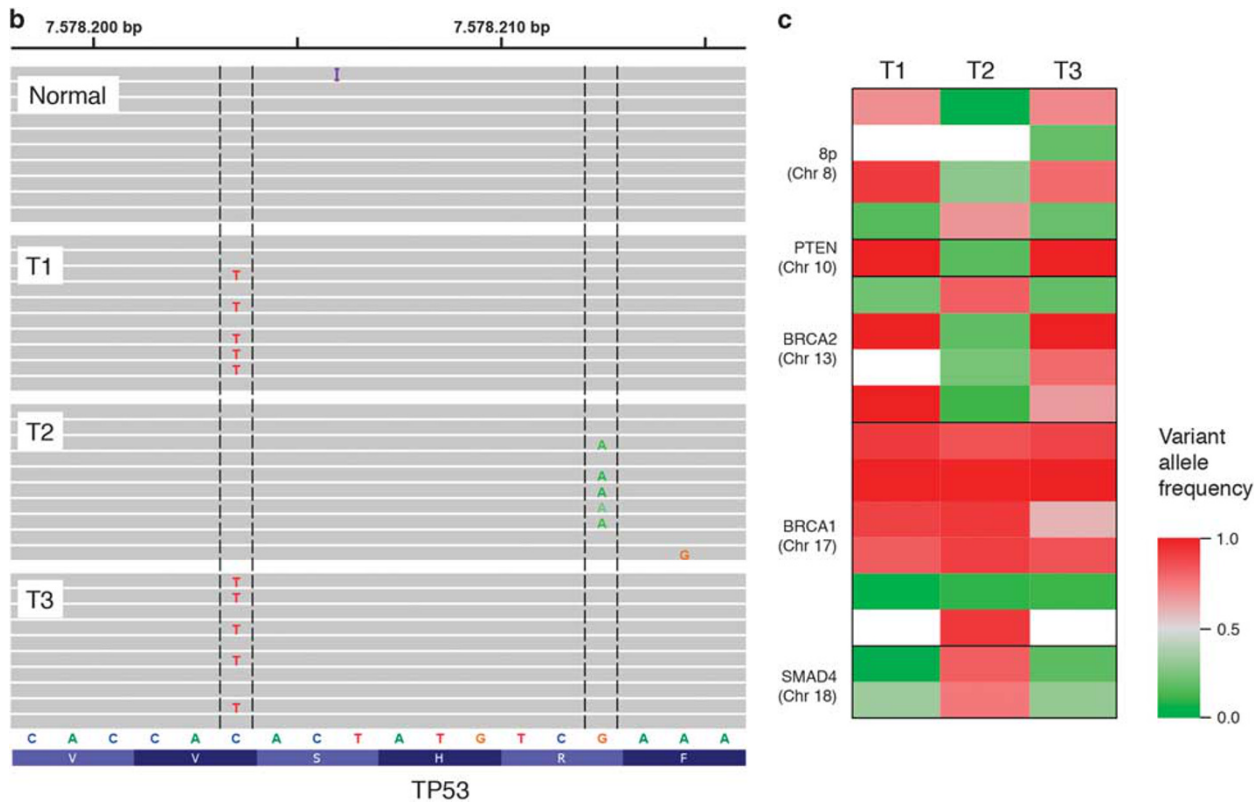 b
7.578.200 bp
7.578.210 bp
Normal
I
T1
T
T
T
T
T
T2
A
A
A
A
A
G
T3
T
T
T
T
T
C A C C A C A C T A T G T C G A A A
V V S H R F
TP53
c
T1 T2 T3
8p
(Chr 8)
PTEN
(Chr 10)
BRCA2
(Chr 13)
BRCA1
(Chr 17)
SMAD4
(Chr 18)
Variant
allele
frequency
1.0
0.5
0.0